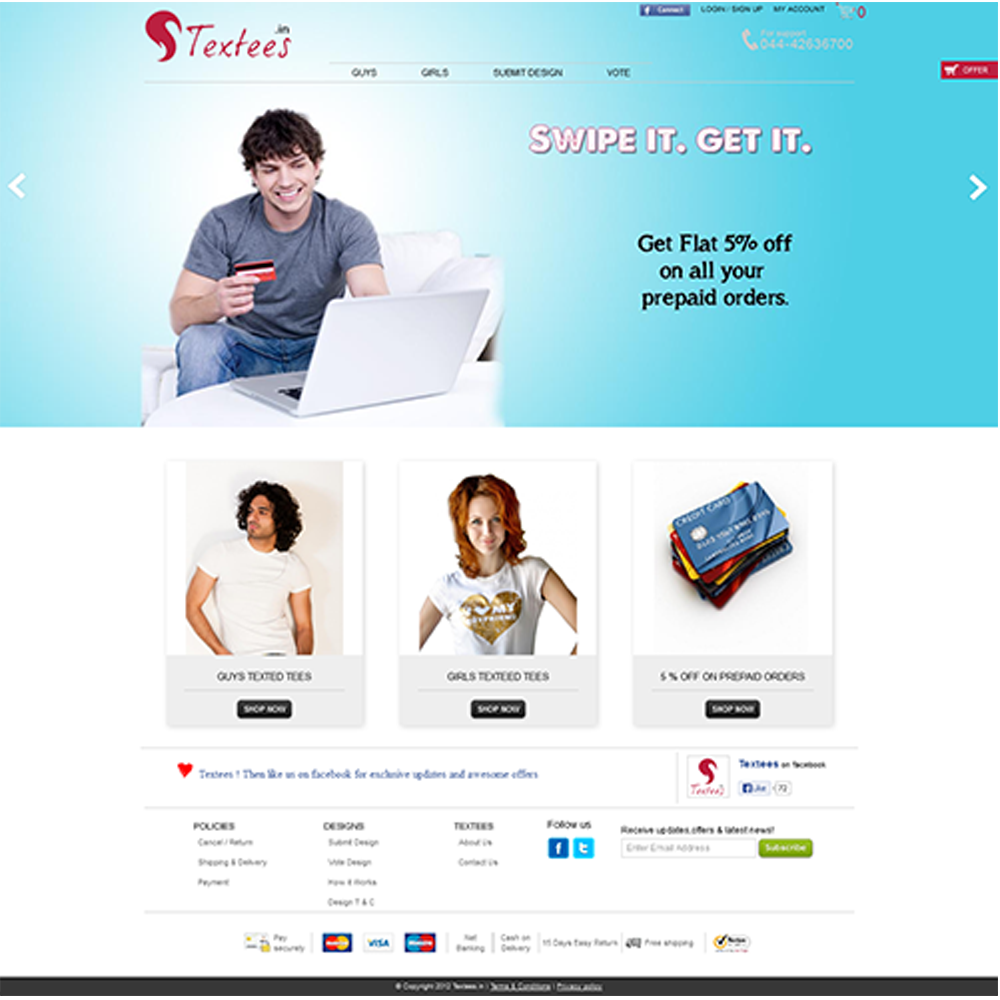 Connect
LOGIN / SIGN UP
MY ACCOUNT
0
Textees
.in
For support
044-42636700
GUYS
GIRLS
SUBMIT DESIGN
VOTE
OFFER
SWIPE IT. GET IT.
Get Flat 5% off
on all your
prepaid orders.
CREDIT CARD
MY
GUYS TEXTED TEES
GIRLS TEXTEED TEES
5 % OFF ON PREPAID ORDERS
SHOP NOW
SHOP NOW
SHOP NOW
Textees ! Then like us on facebook for exclusive updates and awesome offers
Textees
Textees on facebook
Like
72
POLICIES
Cancel / Return
Shipping & Delivery
Payment
DESIGNS
Submit Design
Vote Design
How it Works
Design T & C
TEXTEES
About Us
Contact Us
Follow us
Receive updates,offers & latest news!
Enter Email Address
Subscribe
Pay
securely
MasterCard
VISA
Maestro
Net
Banking
Cash on
Delivery
15 Days Easy Return
Free shipping
© Copyright 2012 Textees.in | Terms & Conditions | Privacy policy